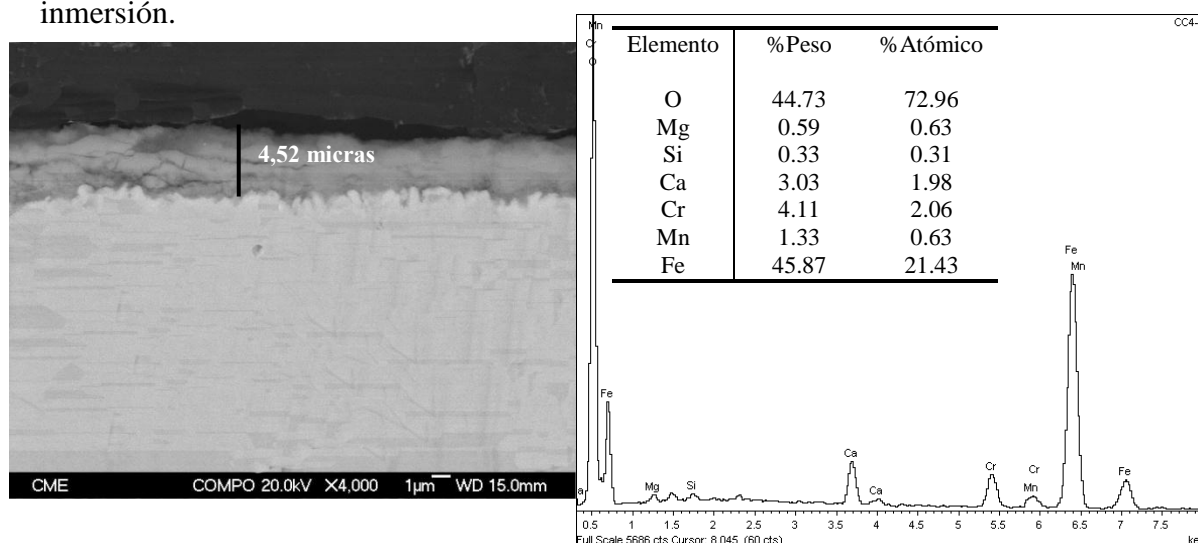 inmersión.
4,52 micras
CME COMPO 20.0kV X4,000 1μm WD 15.0mm
CC4-
Elemento %Peso %Atómico
O 44.73 72.96
Mg 0.59 0.63
Si 0.33 0.31
Ca 3.03 1.98
Cr 4.11 2.06
Mn 1.33 0.63
Fe 45.87 21.43
Mn
Cr
O
Fe
Mg
Si
Ca
Ca
Cr
Cr
Mn
Fe
Mn
Fe
0.5 1 1.5 2 2.5 3 3.5 4 4.5 5 5.5 6 6.5 7 7.5
Full Scale 5686 cts Cursor: 8.045 (60 cts)
ke